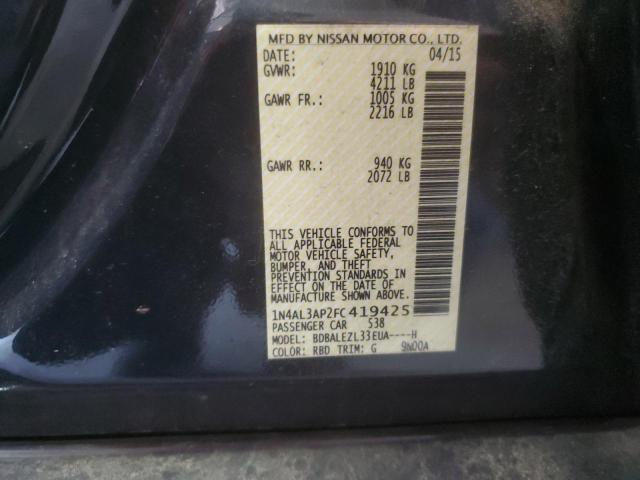 MFD BY NISSAN MOTOR CO., LTD.
DATE: 04/15
GVWR: 1910 KG
4211 LB
GAWR FR.: 1005 KG
2216 LB
GAWR RR.: 940 KG
2072 LB
THIS VEHICLE CONFORMS TO
ALL APPLICABLE FEDERAL
MOTOR VEHICLE SAFETY,
BUMPER, AND THEFT
PREVENTION STANDARDS IN
EFFECT ON THE DATE OF
MANUFACTURE SHOWN ABOVE.
1N4AL3AP2FC419425
PASSENGER CAR 538
MODEL: BDBALEZL33EUA----H
COLOR: RBD TRIM: G 9N00A